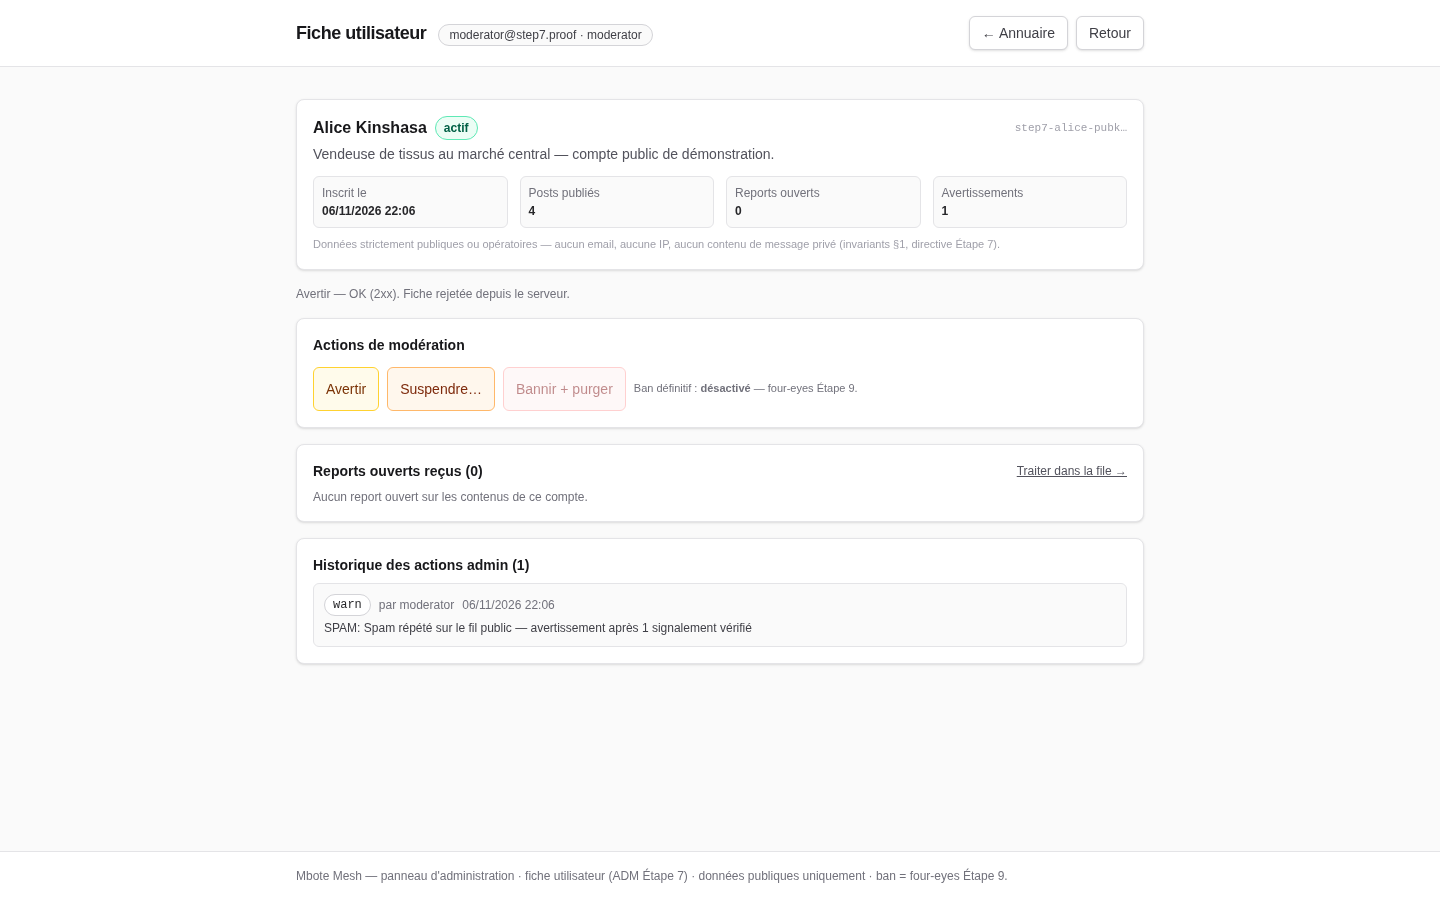 Fiche utilisateur moderator@step7.proof · moderator ← Annuaire Retour
Alice Kinshasa actif step7-alice-pubk…
Vendeuse de tissus au marché central — compte public de démonstration.
Inscrit le Posts publiés Reports ouverts Avertissements
06/11/2026 22:06 4 0 1
Données strictement publiques ou opératoires — aucun email, aucune IP, aucun contenu de message privé (invariants §1, directive Étape 7).
Avertir — OK (2xx). Fiche rejetée depuis le serveur.
Actions de modération
Avertir Suspendre… Bannir + purger Ban définitif : désactivé — four-eyes Étape 9.
Reports ouverts reçus (0) Traiter dans la file →
Aucun report ouvert sur les contenus de ce compte.
Historique des actions admin (1)
warn par moderator 06/11/2026 22:06
SPAM: Spam répété sur le fil public — avertissement après 1 signalement vérifié
Mbote Mesh — panneau d'administration · fiche utilisateur (ADM Étape 7) · données publiques uniquement · ban = four-eyes Étape 9.